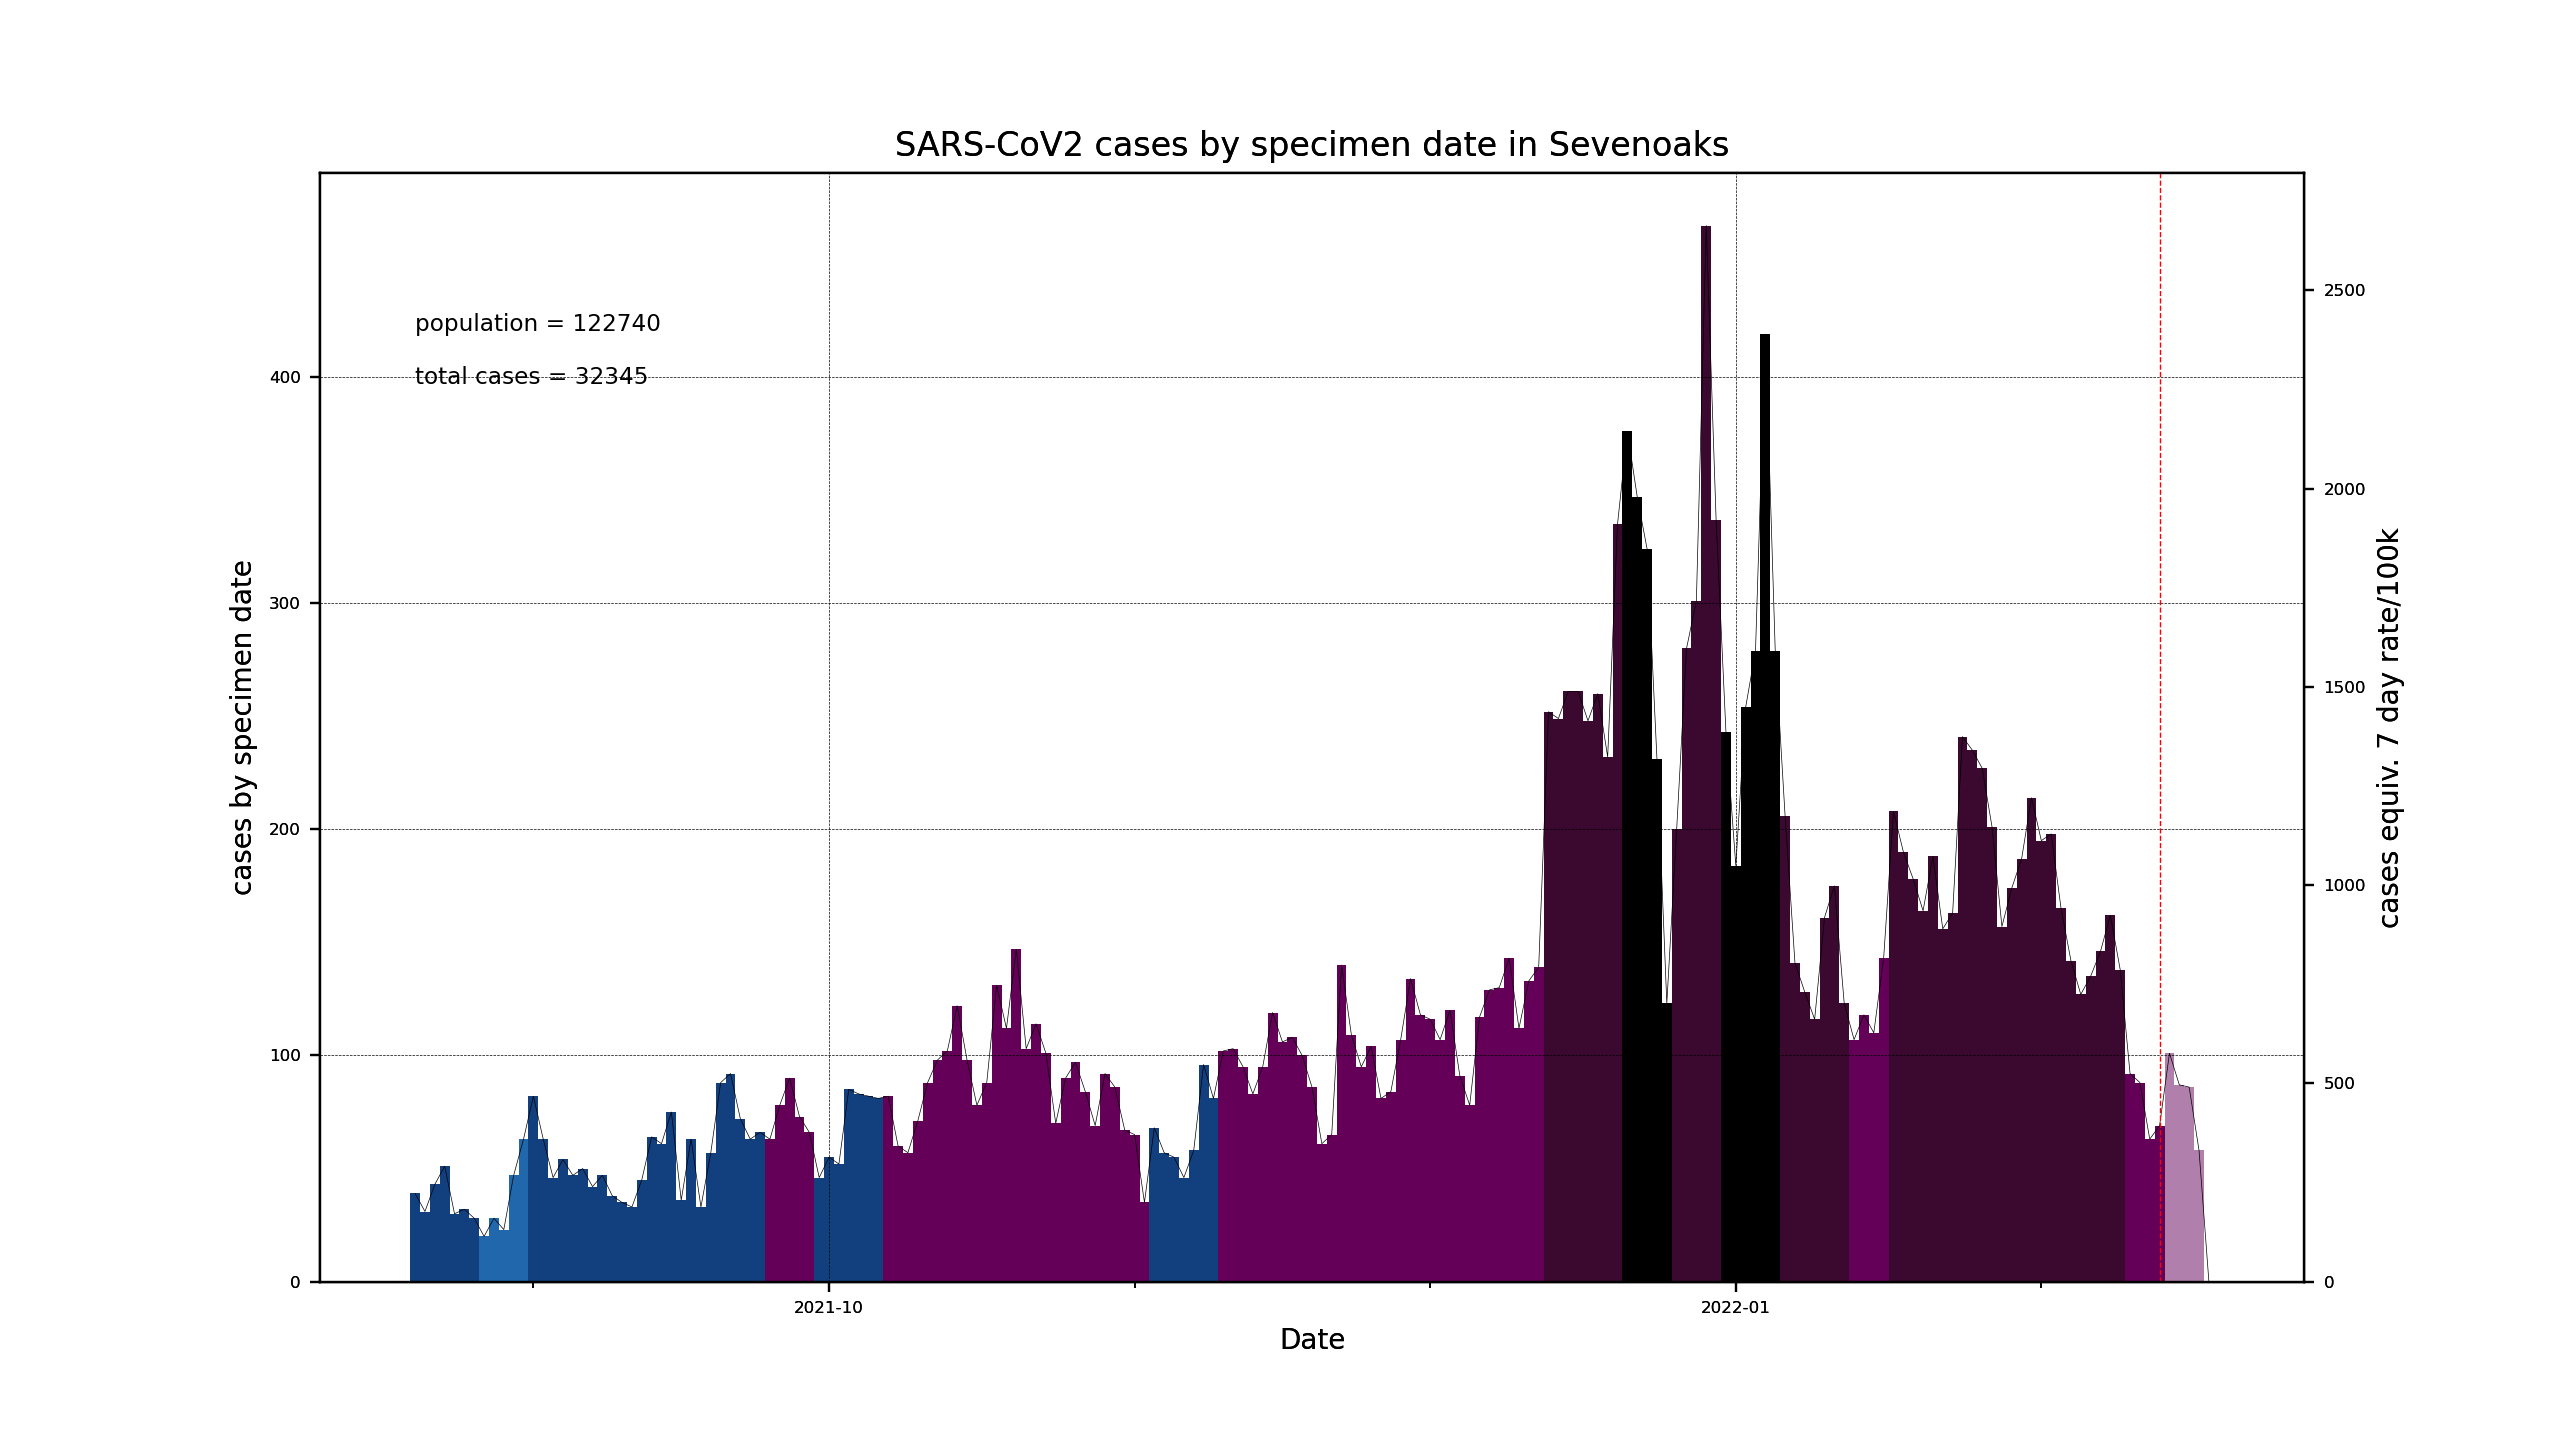 SARS-CoV2 cases by specimen date in Sevenoaks
population = 122740
total cases = 32345
cases by specimen date
400
300
200
100
0
2500
2000
1500
1000
500
0
cases equiv. 7 day rate/100k
2021-10
2022-01
Date